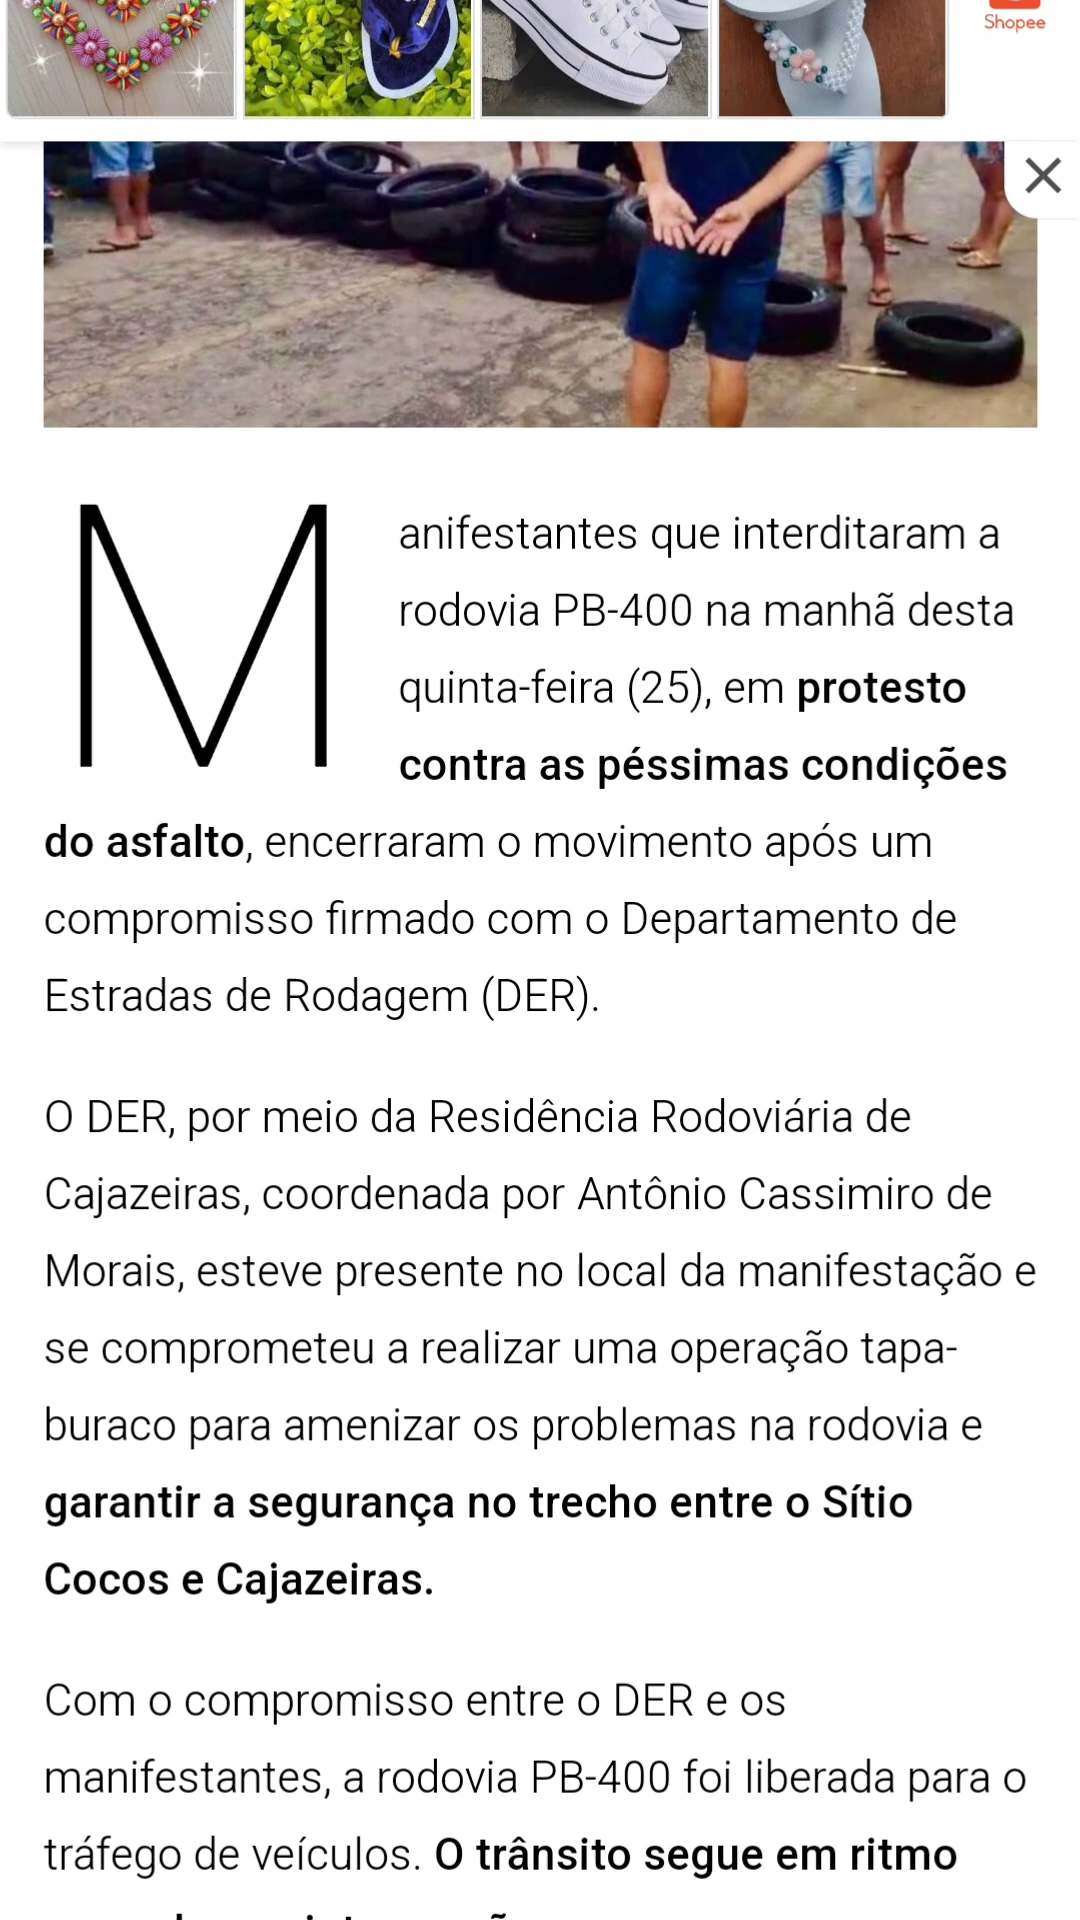 Shopee
Manifestantes que interditaram a
rodovia PB-400 na manhã desta
quinta-feira (25), em protesto
contra as péssimas condições
do asfalto, encerraram o movimento após um
compromisso firmado com o Departamento de
Estradas de Rodagem (DER).
O DER, por meio da Residência Rodoviária de
Cajazeiras, coordenada por Antônio Cassimiro de
Morais, esteve presente no local da manifestação e
se comprometeu a realizar uma operação tapa-
buraco para amenizar os problemas na rodovia e
garantir a segurança no trecho entre o Sítio
Cocos e Cajazeiras.
Com o compromisso entre o DER e os
manifestantes, a rodovia PB-400 foi liberada para o
tráfego de veículos. O trânsito segue em ritmo